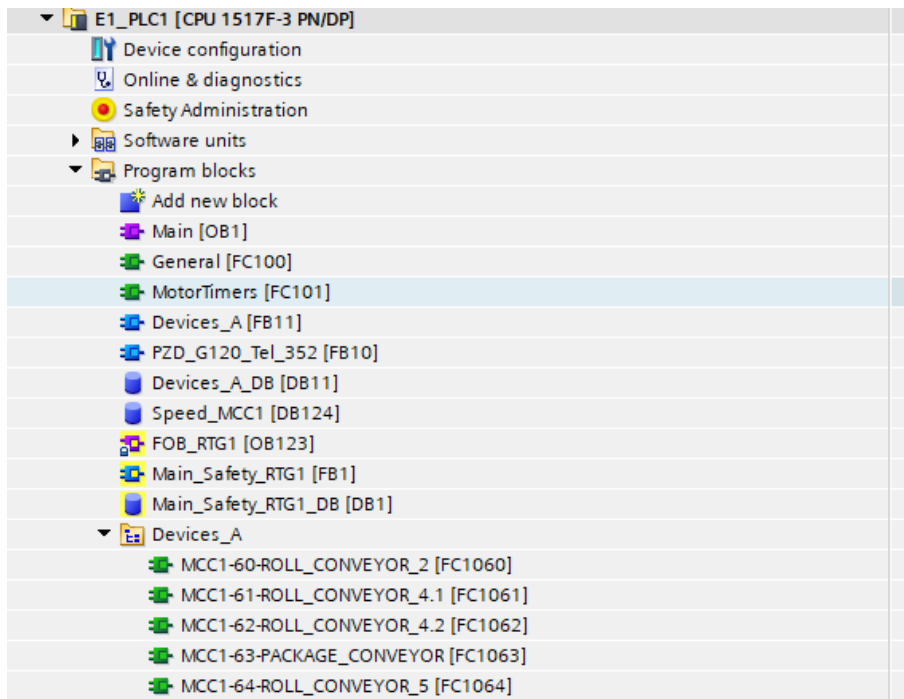 E1_PLC1 [CPU 1517F-3 PN/DP]
Device configuration
Online & diagnostics
Safety Administration
Software units
Program blocks
Add new block
Main [OB1]
General [FC100]
MotorTimers [FC101]
Devices_A [FB11]
PZD_G120_Tel_352 [FB10]
Devices_A_DB [DB11]
Speed_MCC1 [DB124]
FOB_RTG1 [OB123]
Main_Safety_RTG1 [FB1]
Main_Safety_RTG1_DB [DB1]
Devices_A
MCC1-60-ROLL_CONVEYOR_2 [FC1060]
MCC1-61-ROLL_CONVEYOR_4.1 [FC1061]
MCC1-62-ROLL_CONVEYOR_4.2 [FC1062]
MCC1-63-PACKAGE_CONVEYOR [FC1063]
MCC1-64-ROLL_CONVEYOR_5 [FC1064]